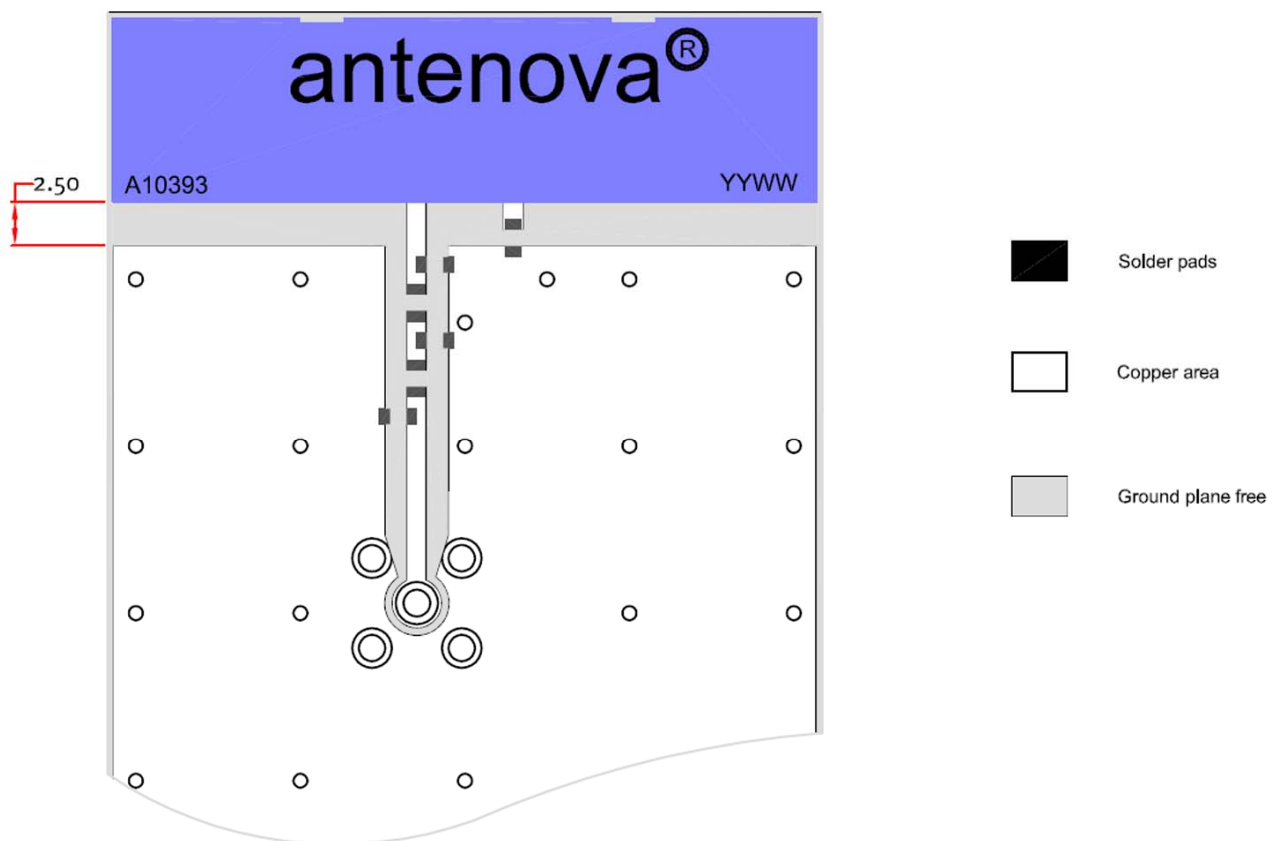 antenova®
2.50
A10393
YYWW
Solder pads
Copper area
Ground plane free